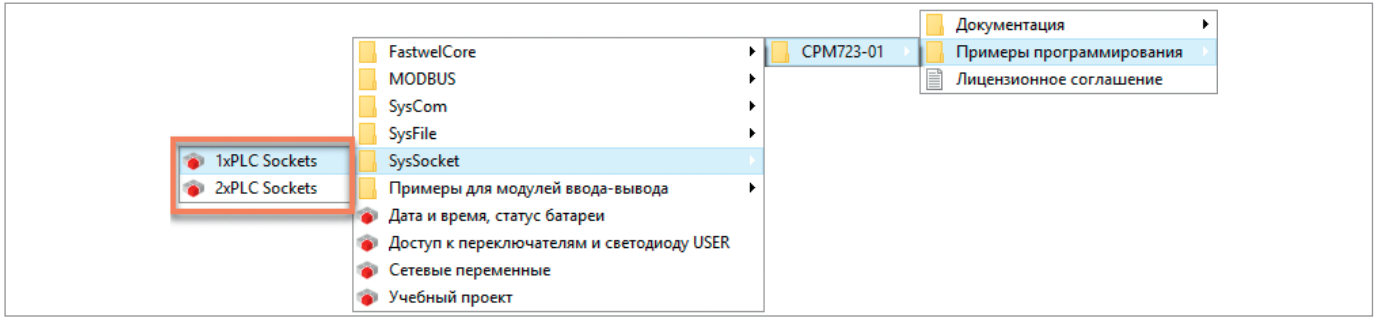 Документация
Примеры программирования
Лицензионное соглашение
CPM723-01
FastwelCore
MODBUS
SysCom
SysFile
SysSocket
Примеры для модулей ввода-вывода
Дата и время, статус батареи
Доступ к переключателям и светодиоду USER
Сетевые переменные
Учебный проект
1xPLC Sockets
2xPLC Sockets